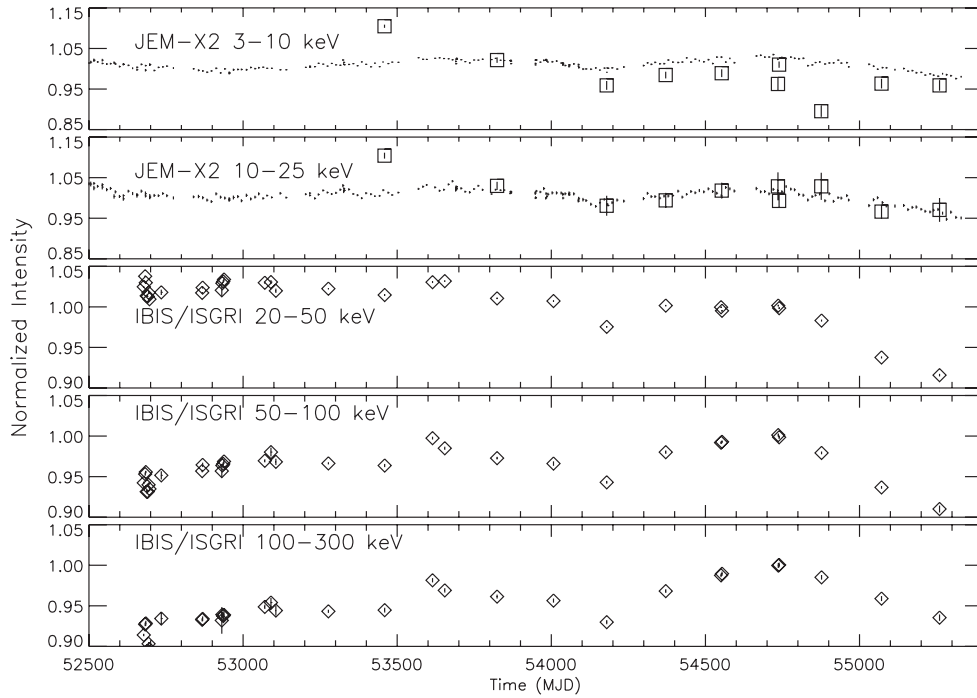 1.15
JEM-X2 3-10 keV
1.05
0.95
0.85
1.15
JEM-X2 10-25 keV
1.05
0.95
0.85
1.05
1.00
IBIS/ISGRI 20-50 keV
0.95
0.90
1.05
IBIS/ISGRI 50-100 keV
1.00
0.95
0.90
1.05
IBIS/ISGRI 100-300 keV
1.00
0.95
0.90
Normalized Intensity
52500 53000 53500 54000 54500 55000
Time (MJD)